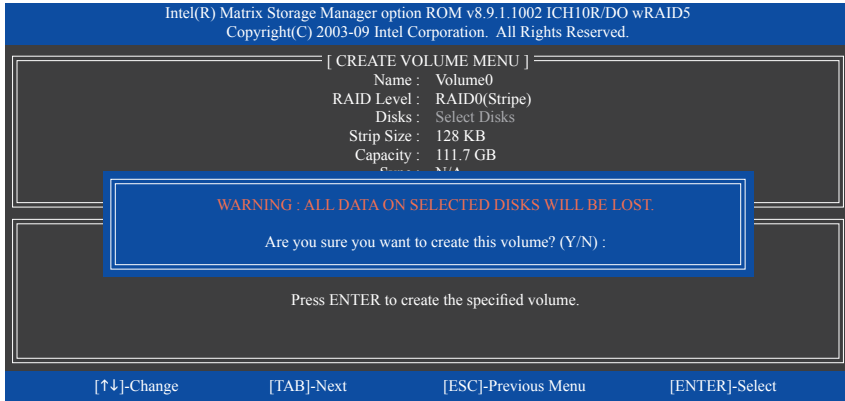 Intel(R) Matrix Storage Manager option ROM v8.9.1.1002 ICH10R/DO wRAID5
Copyright(C) 2003-09 Intel Corporation. All Rights Reserved.
[ CREATE VOLUME MENU ]
Name : Volume0
RAID Level : RAID0(Stripe)
Disks : Select Disks
Strip Size : 128 KB
Capacity : 111.7 GB
WARNING : ALL DATA ON SELECTED DISKS WILL BE LOST.
Are you sure you want to create this volume? (Y/N) :
Press ENTER to create the specified volume.
[↑↓]-Change [TAB]-Next [ESC]-Previous Menu [ENTER]-Select